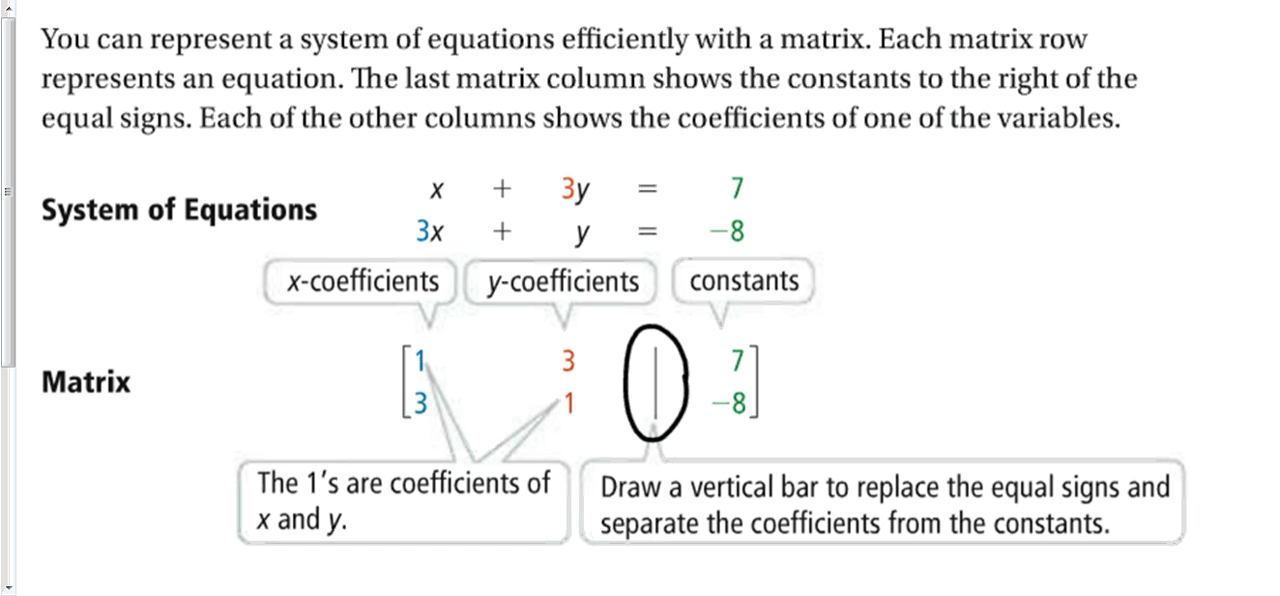 You can represent a system of equations efficiently with a matrix. Each matrix row
represents an equation. The last matrix column shows the constants to the right of the
equal signs. Each of the other columns shows the coefficients of one of the variables.
System of Equations
x + 3y = 7
3x + y = −8
x-coefficients y-coefficients constants
Matrix
[1 3 | 7]
[3 1 | −8]
The 1's are coefficients of
x and y.
Draw a vertical bar to replace the equal signs and
separate the coefficients from the constants.